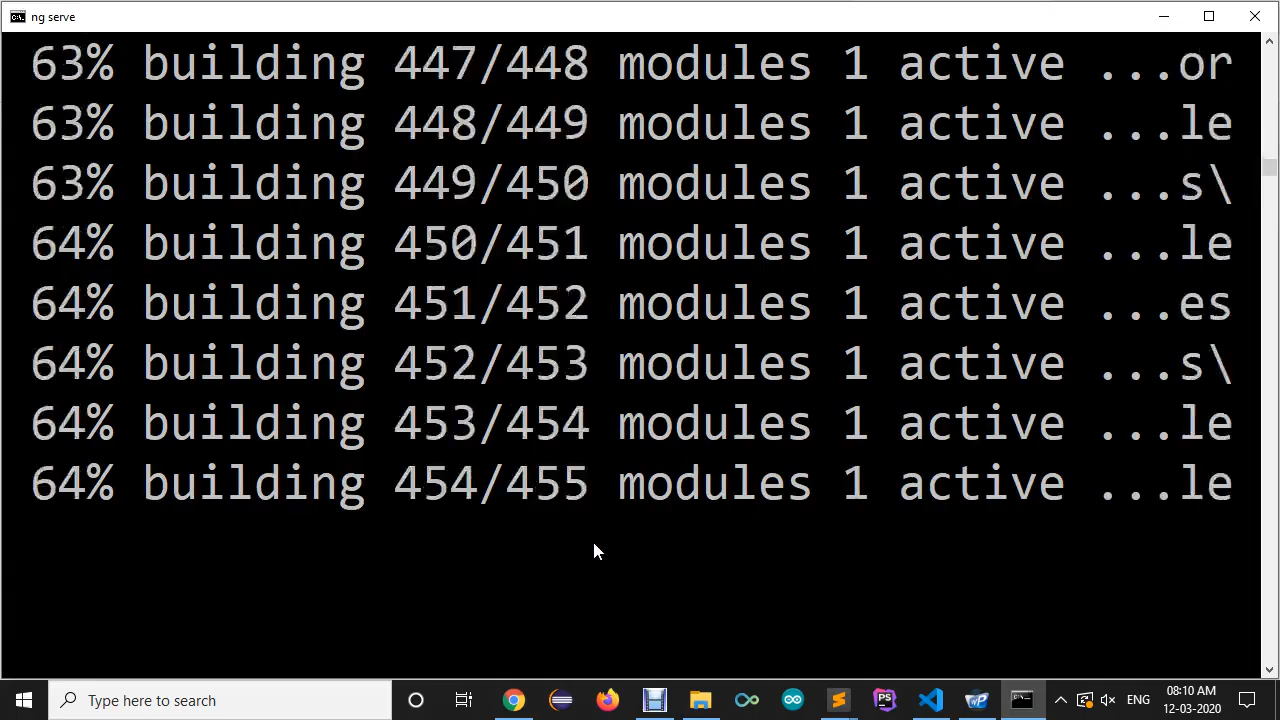 ng serve
63% building 447/448 modules 1 active ...or
63% building 448/449 modules 1 active ...le
63% building 449/450 modules 1 active ...s\
64% building 450/451 modules 1 active ...le
64% building 451/452 modules 1 active ...es
64% building 452/453 modules 1 active ...s\
64% building 453/454 modules 1 active ...le
64% building 454/455 modules 1 active ...le
Type here to search
PS
WP
ENG
08:10 AM
12-03-2020